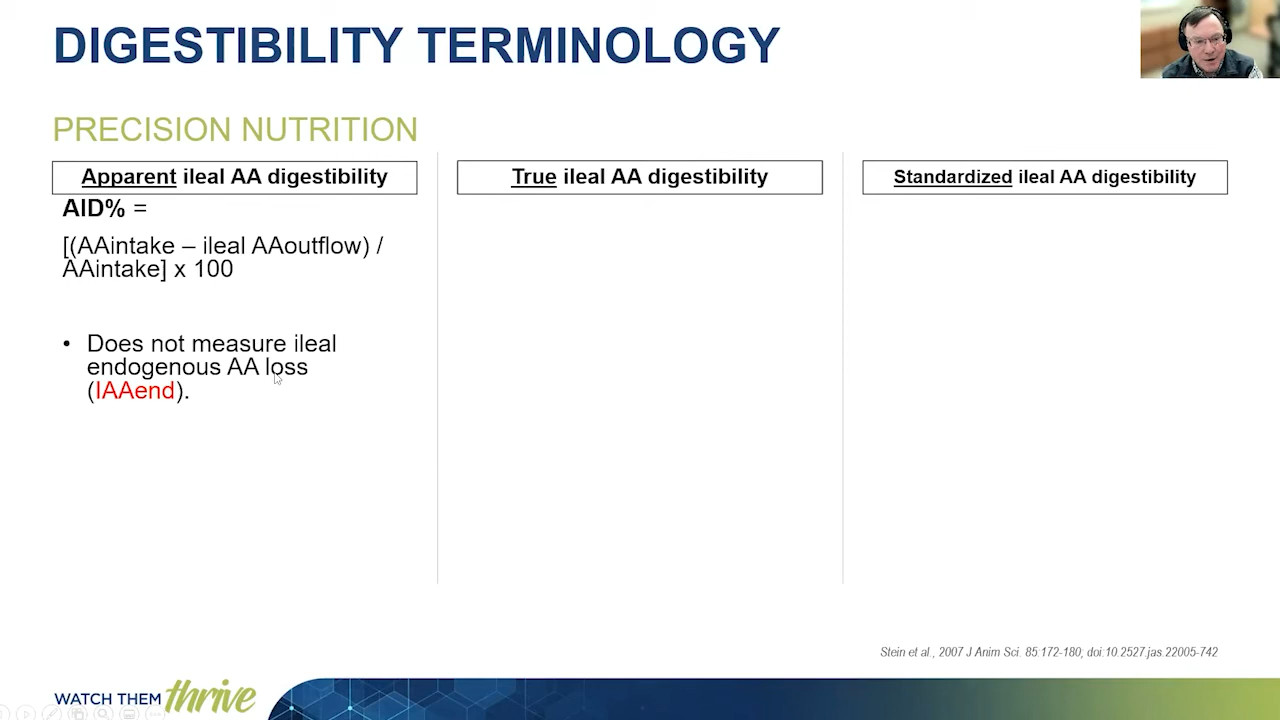 DIGESTIBILITY TERMINOLOGY
PRECISION NUTRITION
Apparent ileal AA digestibility
AID% =
[(AAintake – ileal AAoutflow) /
AAintake] x 100
• Does not measure ileal
endogenous AA loss
(IAAend).
True ileal AA digestibility
Standardized ileal AA digestibility
Stein et al., 2007 J Anim Sci. 85:172-180, doi:10.2527.jas.22005-742
WATCH THEM thrive